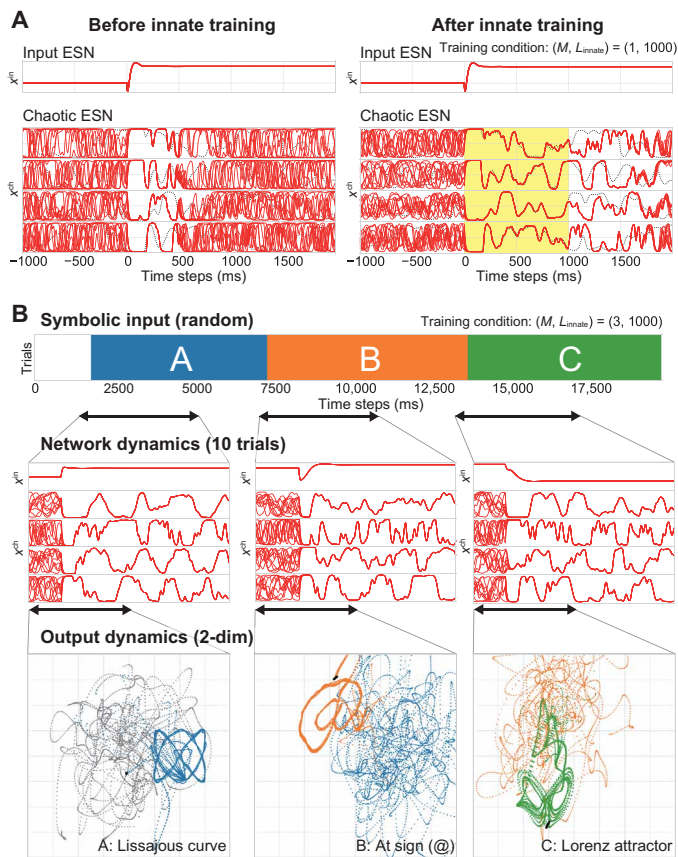 A
Before innate training
After innate training
Input ESN
Input ESN
Training condition: (M, Linnate) = (1, 1000)
xin
xin
Chaotic ESN
Chaotic ESN
xch
xch
−1000 −500 0 500 1000 1500
−1000 −500 0 500 1000 1500
Time steps (ms)
Time steps (ms)
B
Symbolic input (random)
Training condition: (M, Linnate) = (3, 1000)
Trials
A
B
C
0 2500 5000 7500 10,000 12,500 15,000 17,500
Time steps (ms)
Network dynamics (10 trials)
xin
xin
xin
xch
xch
xch
Output dynamics (2-dim)
A: Lissajous curve
B: At sign (@)
C: Lorenz attractor